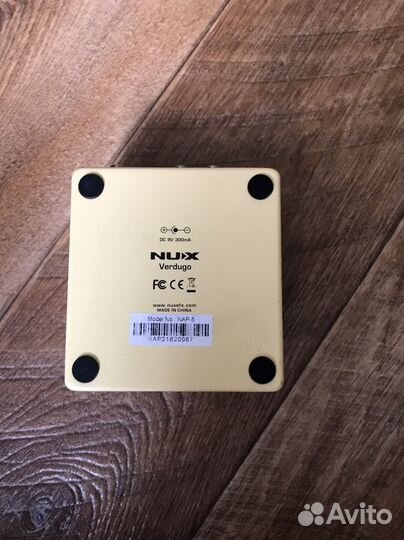 DC 9V 300mA
NUX
Verdugo
FC CE
www.nuxefx.com
MADE IN CHINA
Model No. NAP-5
NAP21820567
Avito